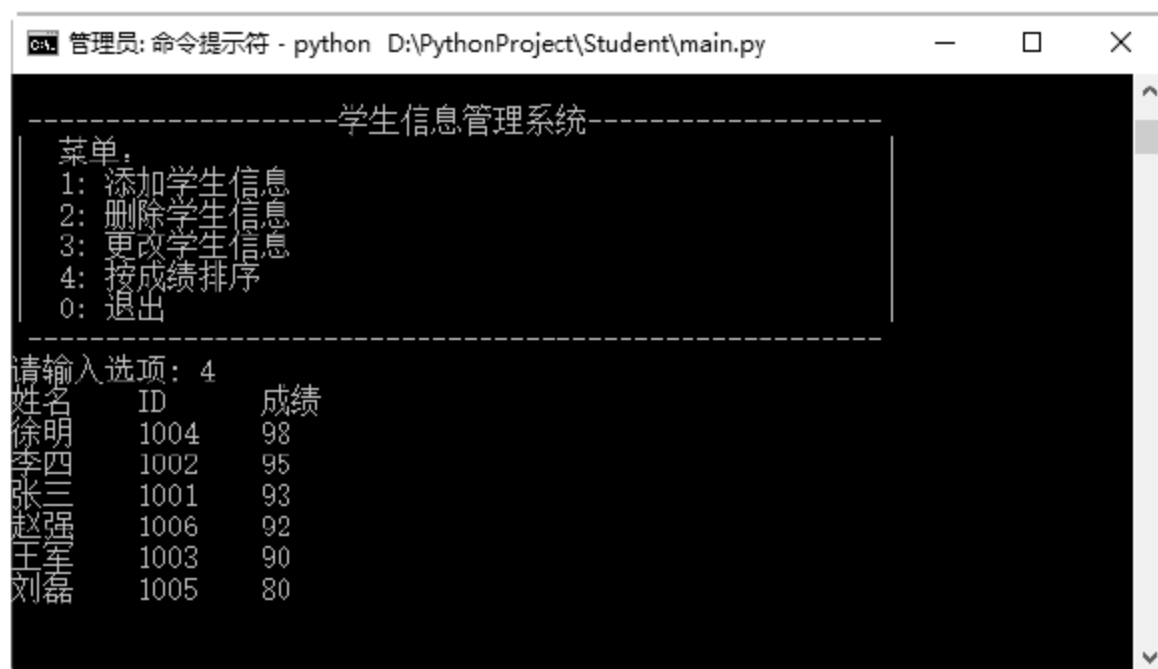 管理员: 命令提示符 - python D:\PythonProject\Student\main.py
--------------------学生信息管理系统-------------------
| 菜单: |
| 1: 添加学生信息 |
| 2: 删除学生信息 |
| 3: 更改学生信息 |
| 4: 按成绩排序 |
| 0: 退出 |
-------------------------------------------------------
请输入选项: 4
姓名 ID 成绩
徐明 1004 98
李四 1002 95
张三 1001 93
赵强 1006 92
王军 1003 90
刘磊 1005 80